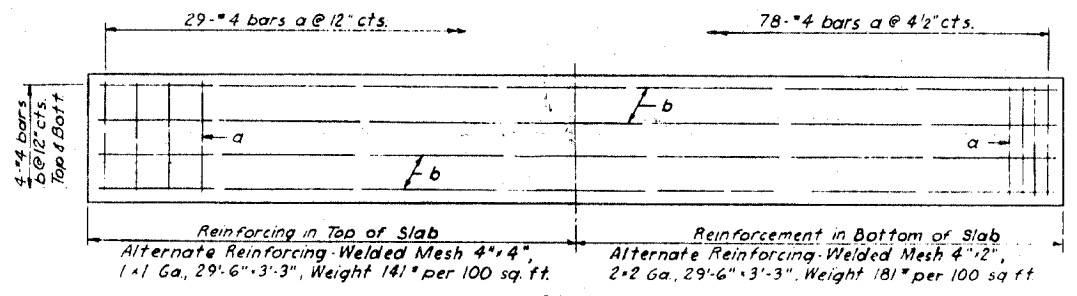 29-#4 bars a @ 12" cts.
78-#4 bars a @ 4½" cts.
4-#4 bars
b@12" cts.
Top & Bott.
a
b
b
a
Reinforcing in Top of Slab
Alternate Reinforcing-Welded Mesh 4"x4",
1x1 Ga., 29'-6"x3'-3", Weight 141# per 100 sq. ft.
Reinforcement in Bottom of Slab
Alternate Reinforcing-Welded Mesh 4"x2",
2x2 Ga., 29'-6"x3'-3", Weight 181# per 100 sq. ft.